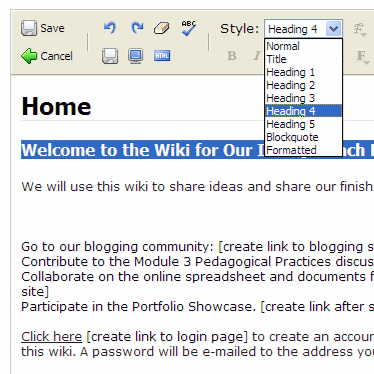 Save ABC Style: Heading 4
Cancel B I F
Normal
Title
Heading 1
Heading 2
Heading 3
Heading 4
Heading 5
Blockquote
Formatted
Home
Welcome to the Wiki for Our
We will use this wiki to share ideas and share our finish
Go to our blogging community: [create link to blogging s
Contribute to the Module 3 Pedagogical Practices discus
Collaborate on the online spreadsheet and documents f
site]
Participate in the Portfolio Showcase. [create link after s
Click here [create link to login page] to create an accou
this wiki. A password will be e-mailed to the address you